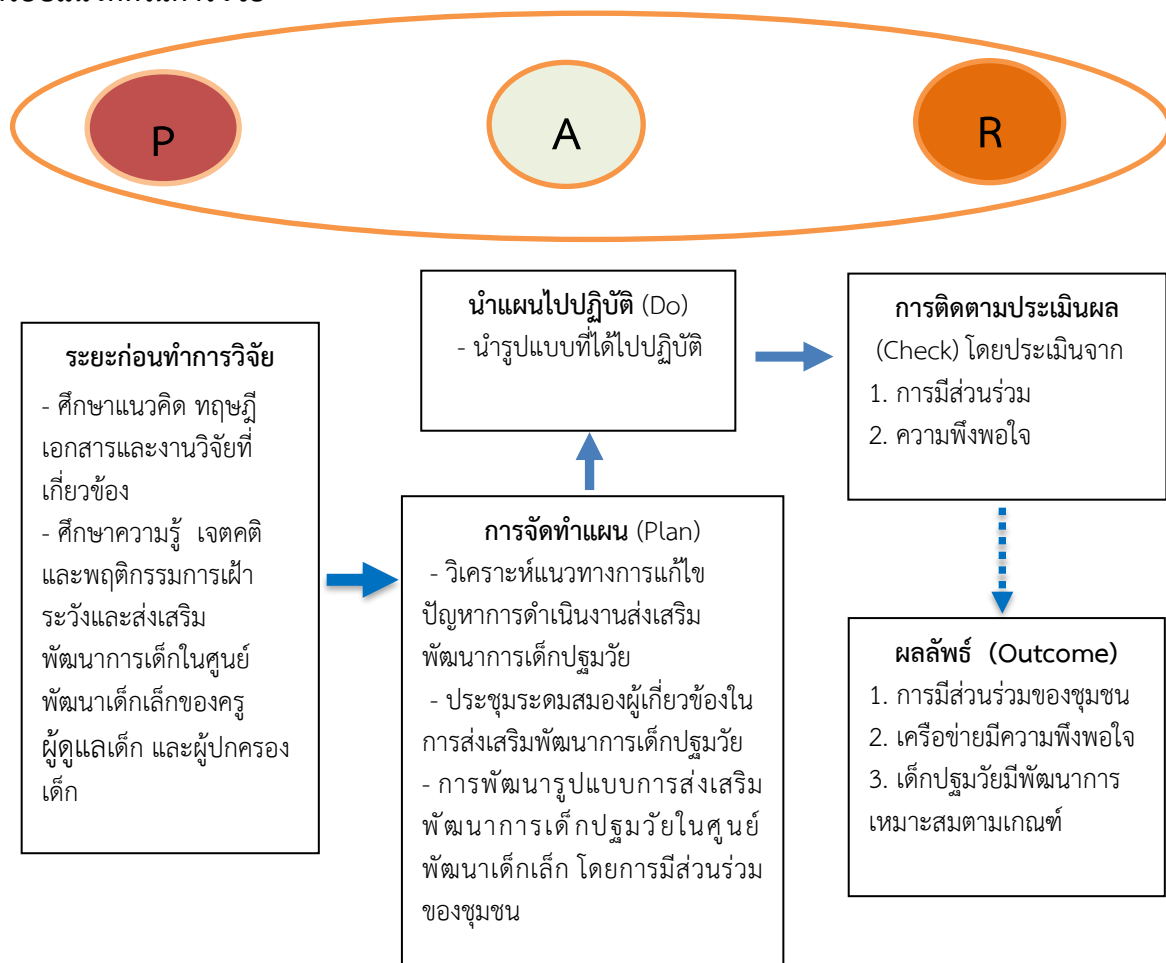 P
A
R
ระยะก่อนทำการวิจัย
- ศึกษาแนวคิด ทฤษฎี
เอกสารและงานวิจัยที่
เกี่ยวข้อง
- ศึกษาความรู้ เจตคติ
และพฤติกรรมการเฝ้า
ระวังและส่งเสริม
พัฒนาการเด็กในศูนย์
พัฒนาเด็กเล็กของครู
ผู้ดูแลเด็ก และผู้ปกครอง
เด็ก
การจัดทำแผน (Plan)
- วิเคราะห์แนวทางการแก้ไข
ปัญหาการดำเนินงานส่งเสริม
พัฒนาการเด็กปฐมวัย
- ประชุมระดมสมองผู้เกี่ยวข้องใน
การส่งเสริมพัฒนาการเด็กปฐมวัย
- การพัฒนารูปแบบการส่งเสริม
พัฒนาการเด็กปฐมวัยในศูนย์
พัฒนาเด็กเล็ก โดยการมีส่วนร่วม
ของชุมชน
นำแผนไปปฏิบัติ (Do)
- นำรูปแบบที่ได้ไปปฏิบัติ
การติดตามประเมินผล
(Check) โดยประเมินจาก
1. การมีส่วนร่วม
2. ความพึงพอใจ
ผลลัพธ์ (Outcome)
1. การมีส่วนร่วมของชุมชน
2. เครือข่ายมีความพึงพอใจ
3. เด็กปฐมวัยมีพัฒนาการ
เหมาะสมตามเกณฑ์